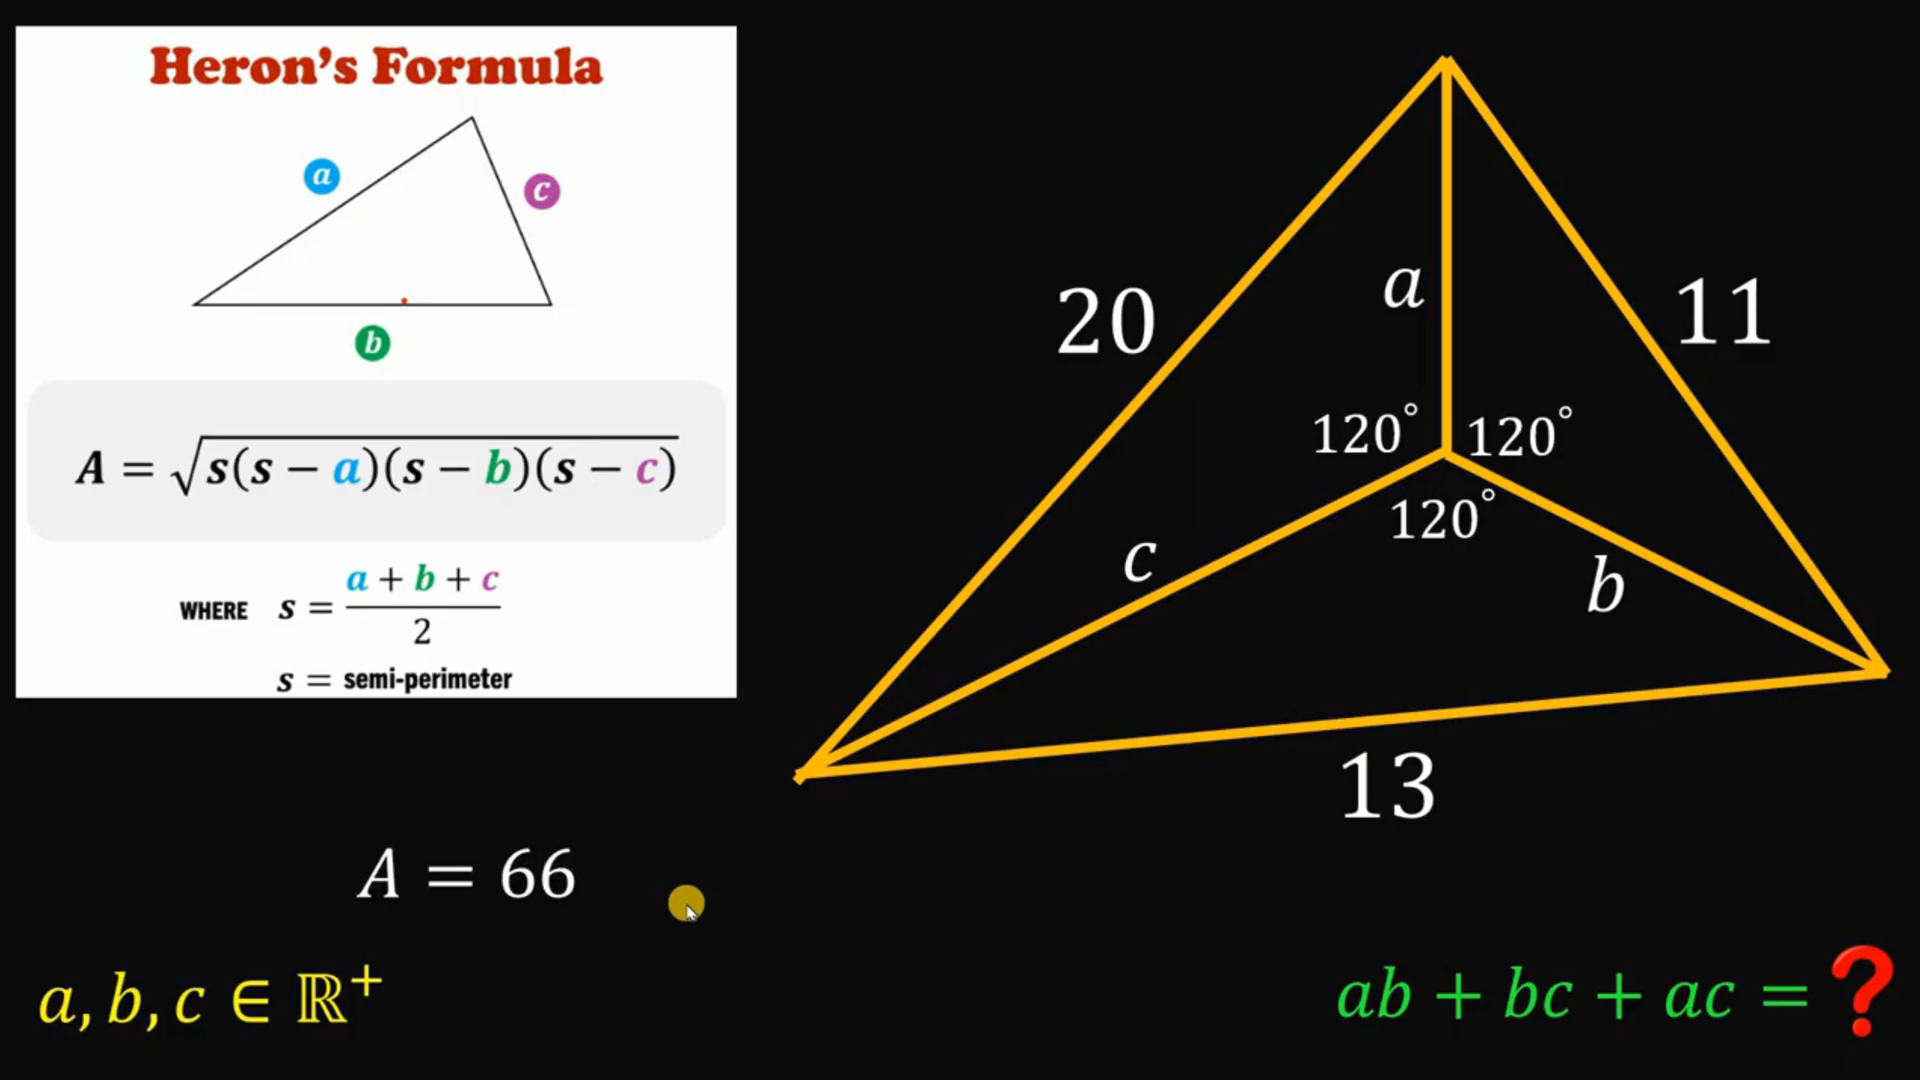 Heron's Formula
a
c
b
A = √s(s − a)(s − b)(s − c)
WHERE s = a + b + c / 2
s = semi-perimeter
20
a
11
120° 120°
120°
c
b
13
A = 66
a, b, c ∈ ℝ⁺
ab + bc + ac = ❓